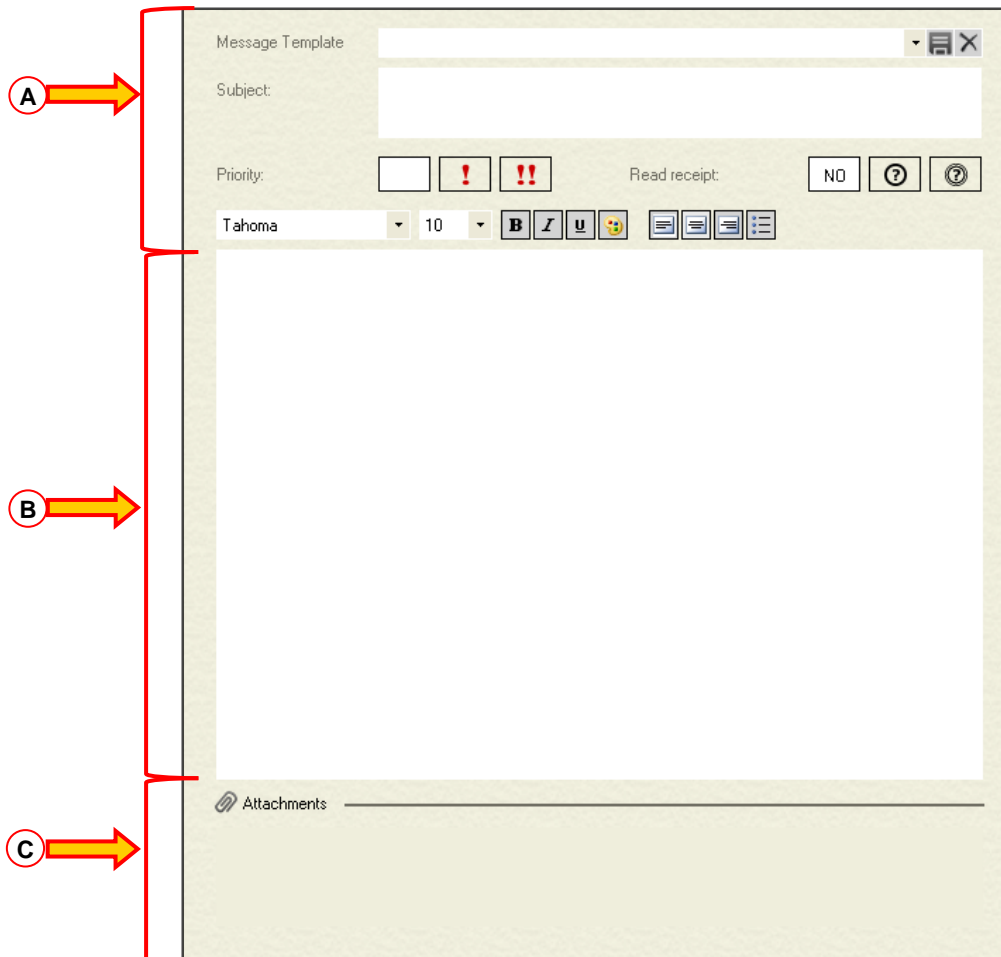 Message Template
A
Subject:
Priority: ! !! Read receipt: NO ? ?
Tahoma 10 B I U
B
Attachments
C